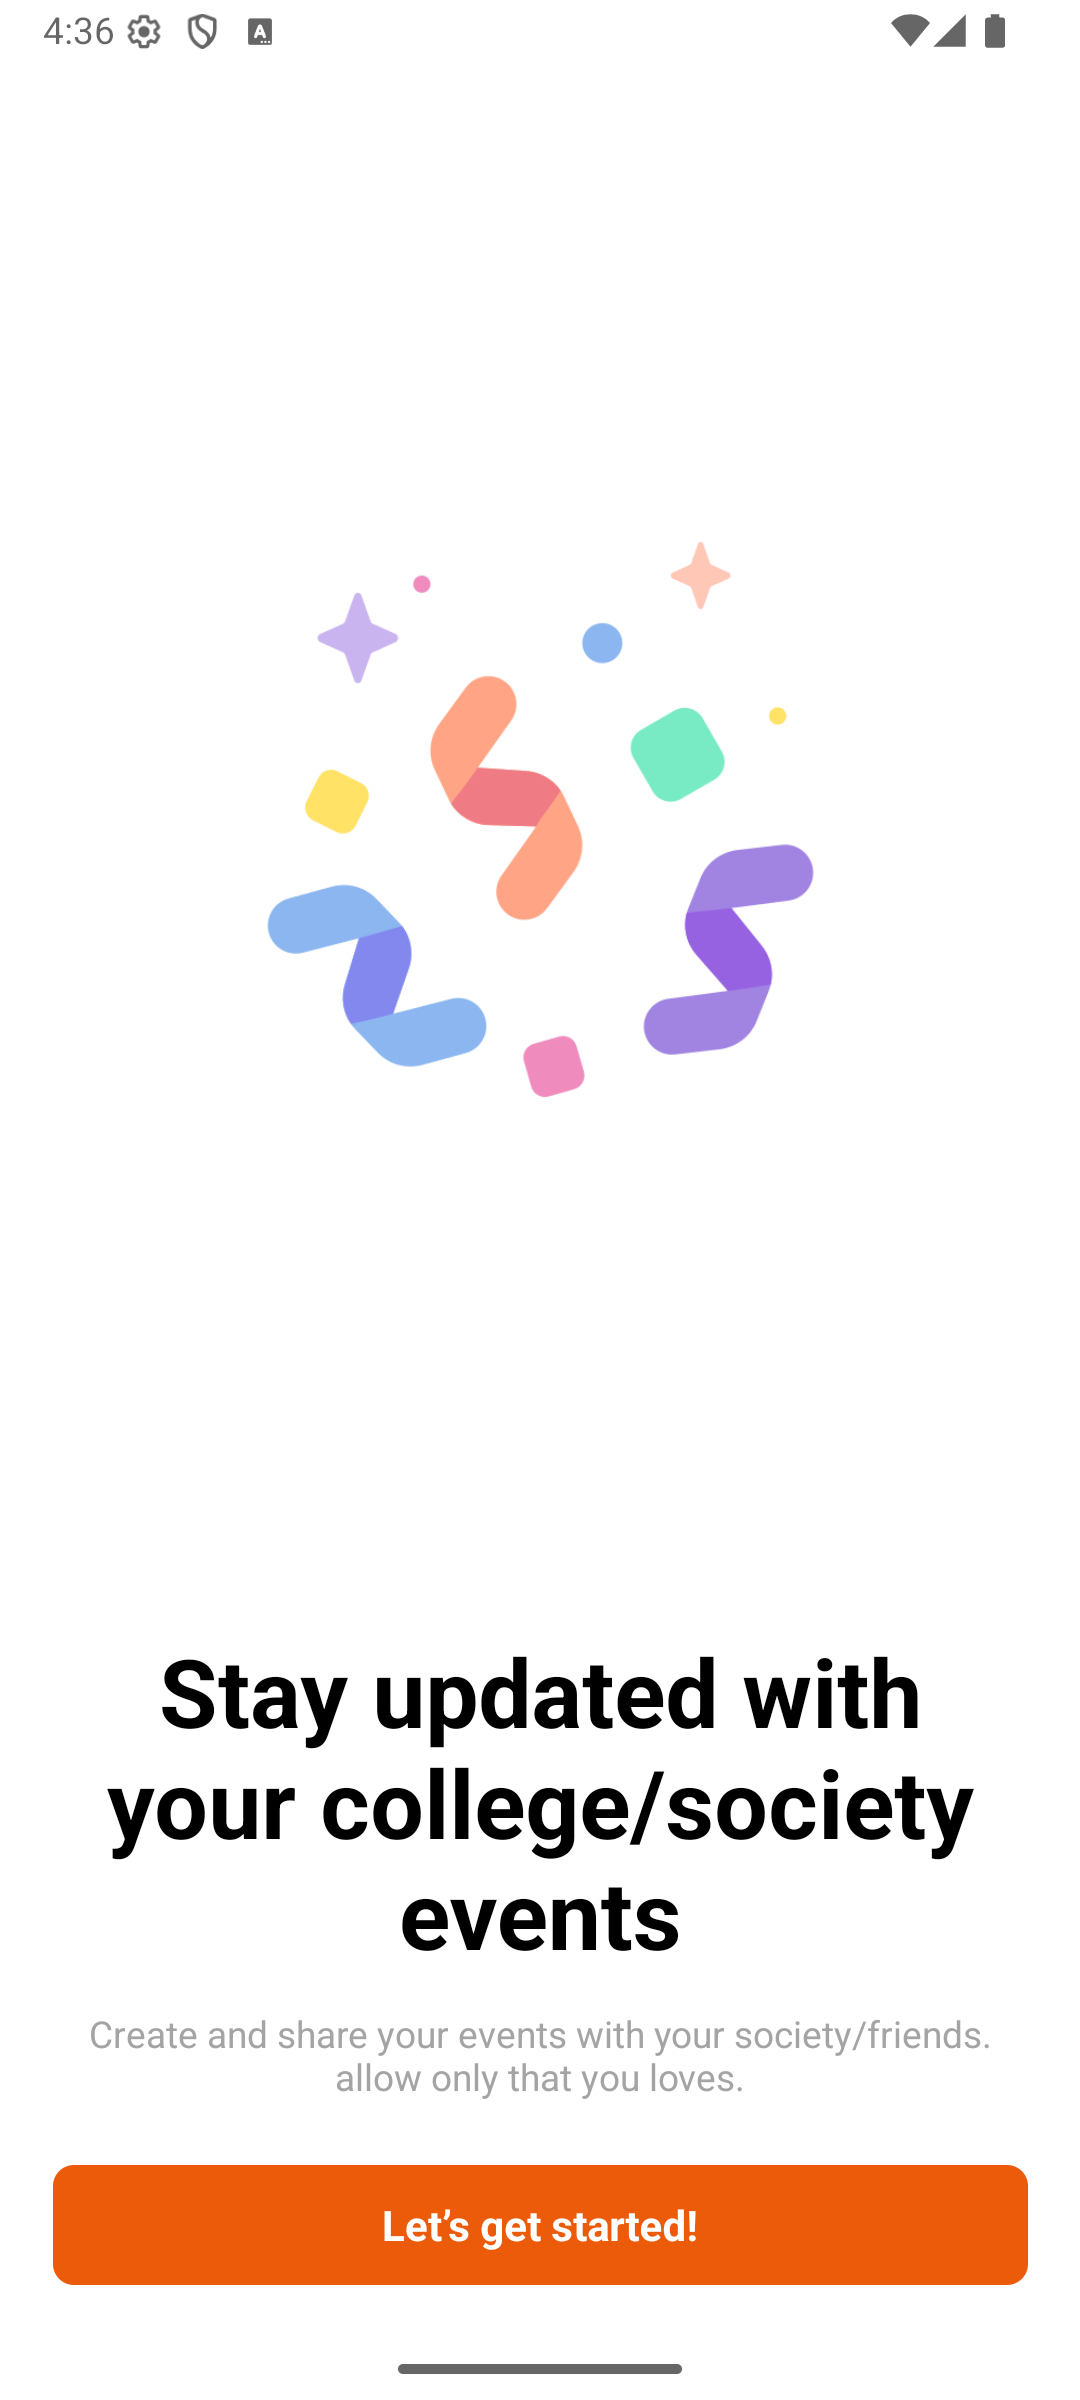 4:36
Stay updated with
your college/society
events
Create and share your events with your society/friends.
allow only that you loves.
Let’s get started!